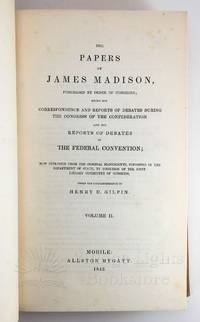 THE
PAPERS
OF
JAMES MADISON,
PURCHASED BY ORDER OF CONGRESS;
BEING HIS
CORRESPONDENCE AND REPORTS OF DEBATES DURING
THE CONGRESS OF THE CONFEDERATION
AND HIS
REPORTS OF DEBATES
IN
THE FEDERAL CONVENTION;
NOW PUBLISHED FROM THE ORIGINAL MANUSCRIPTS, DEPOSITED IN THE
DEPARTMENT OF STATE, BY DIRECTION OF THE JOINT
LIBRARY COMMITTEE OF CONGRESS,
UNDER THE SUPERINTENDENCE OF
HENRY D. GILPIN.
VOLUME II.
MOBILE:
ALLSTON MYGATT.
1842.